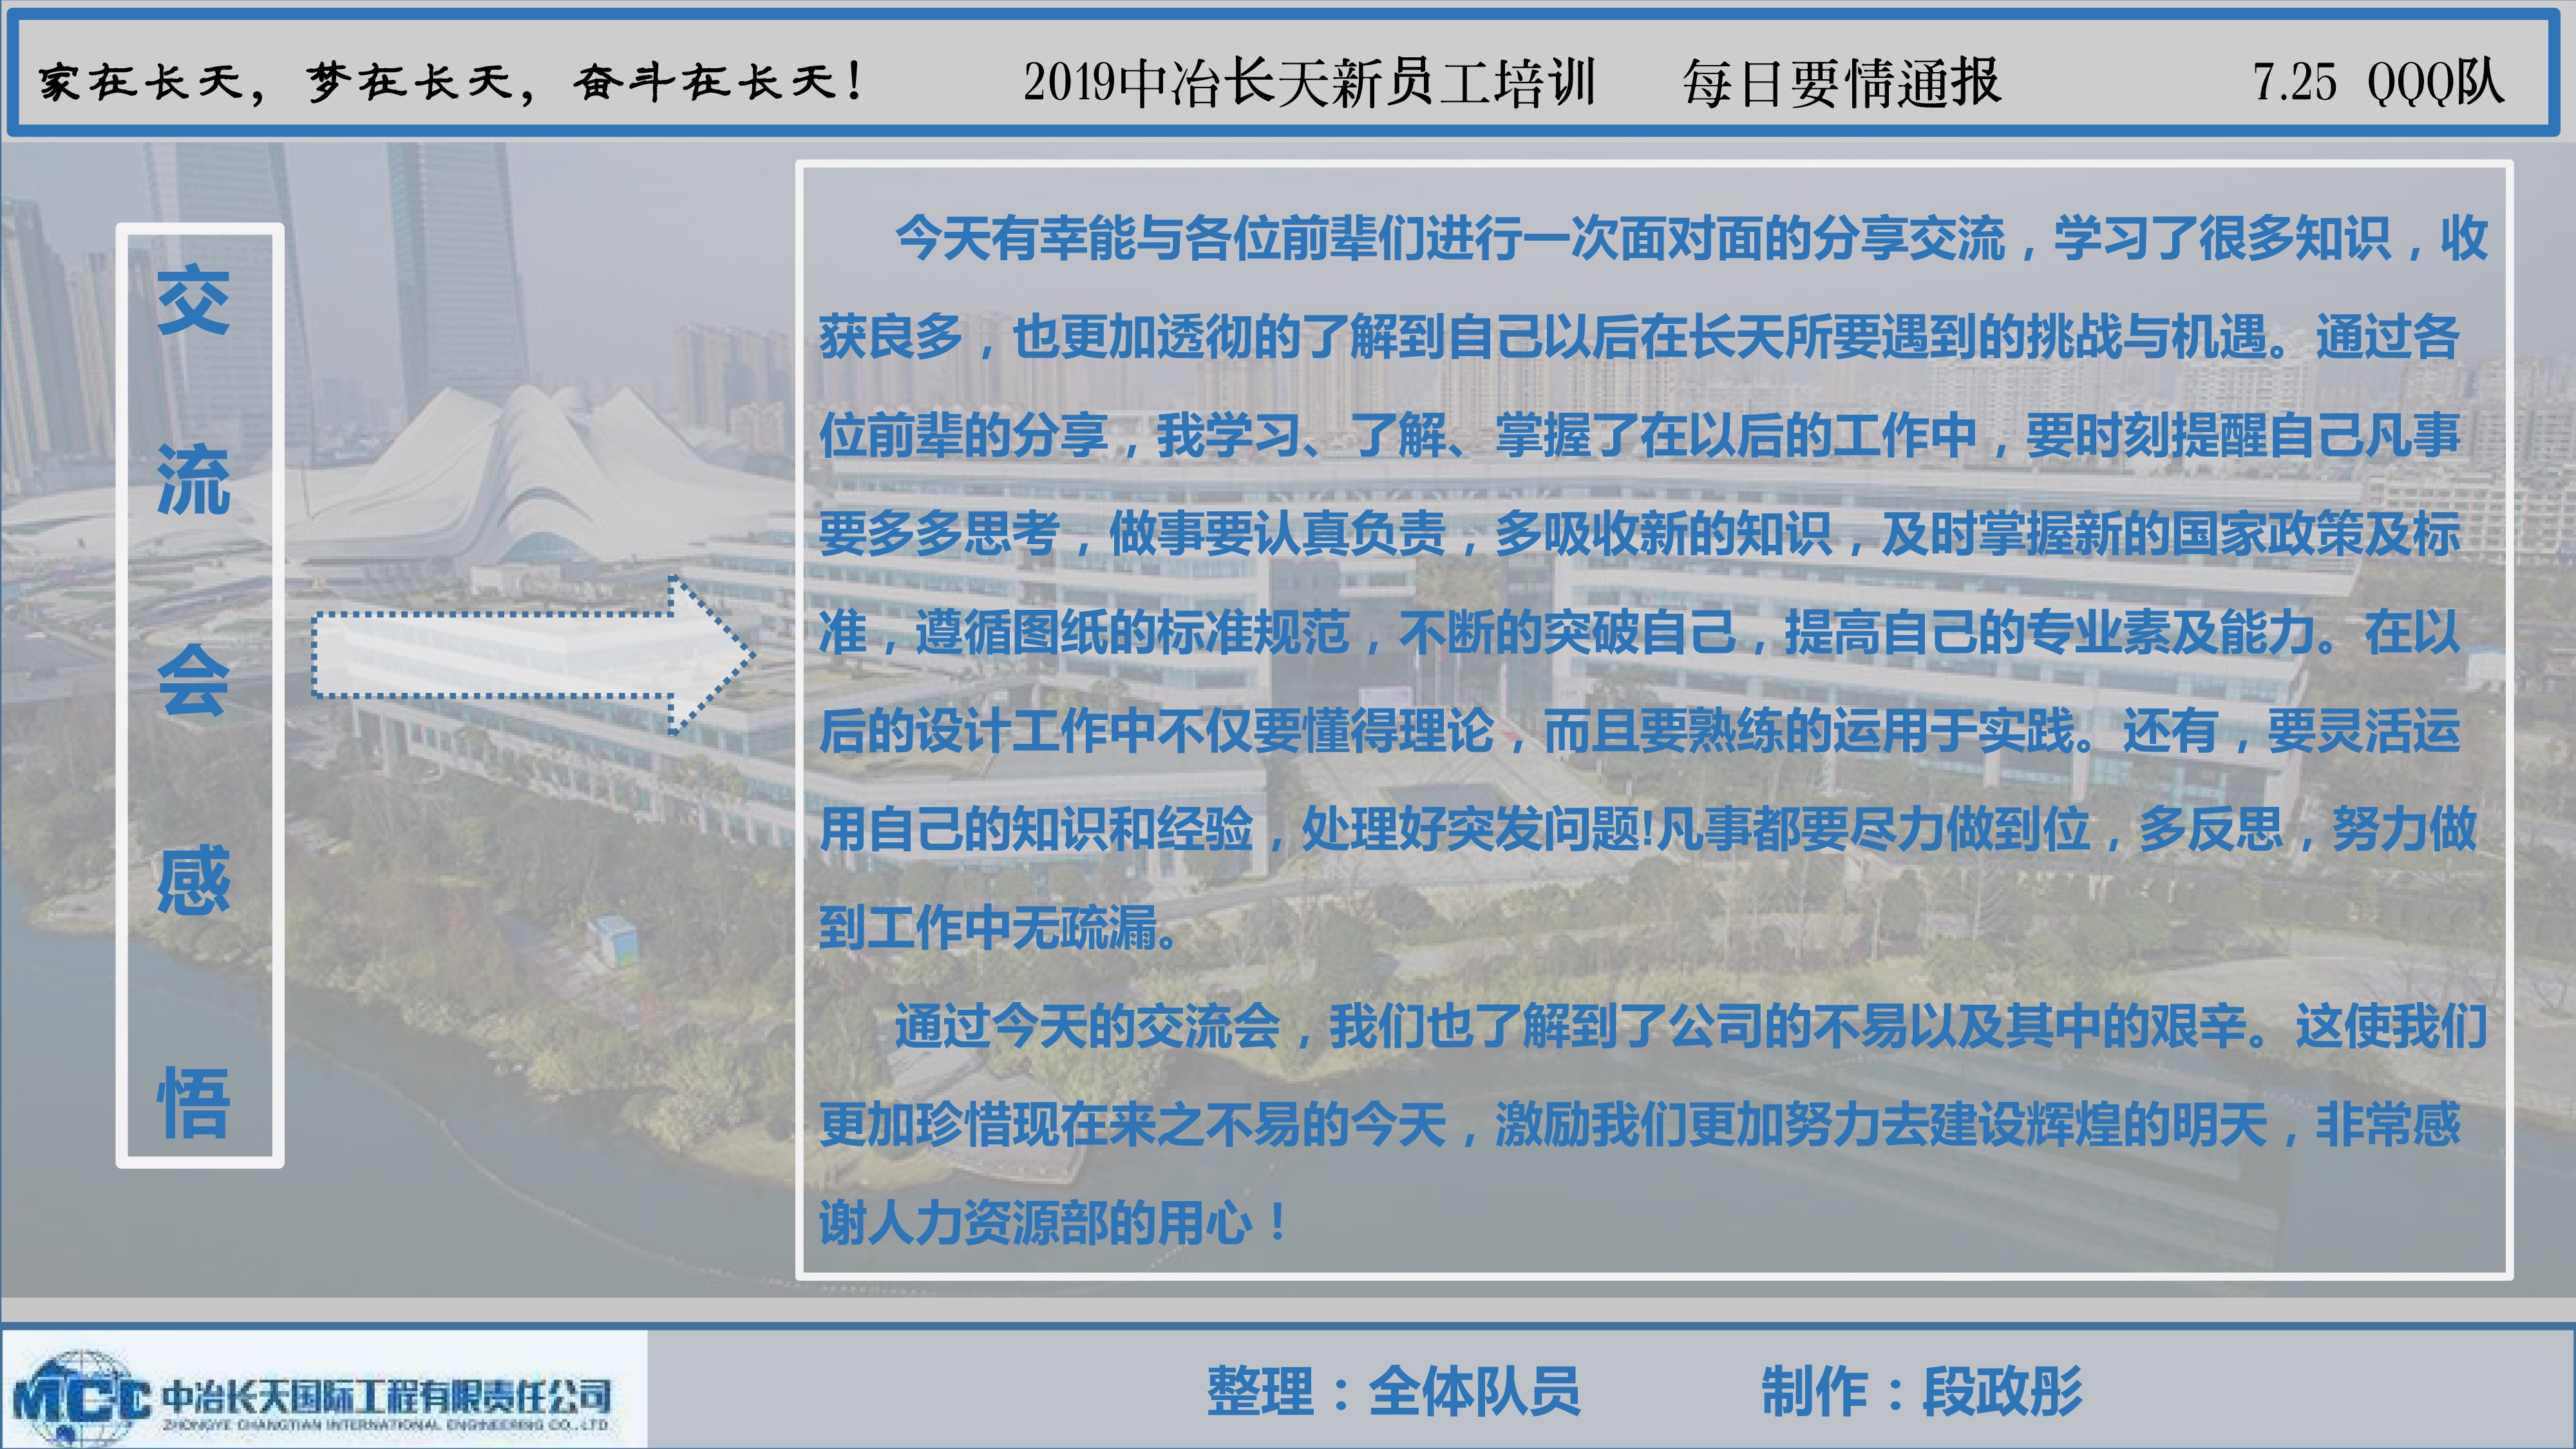 家在长天，梦在长天，奋斗在长天！ 2019中冶长天新员工培训 每日要情通报 7.25 QQQ队
交
流
会
感
悟
今天有幸能与各位前辈们进行一次面对面的分享交流，学习了很多知识，收
获良多，也更加透彻的了解到自己以后在长天所要遇到的挑战与机遇。通过各
位前辈的分享，我学习、了解、掌握了在以后的工作中，要时刻提醒自己凡事
要多多思考，做事要认真负责，多吸收新的知识，及时掌握新的国家政策及标
准，遵循图纸的标准规范，不断的突破自己，提高自己的专业素及能力。在以
后的设计工作中不仅要懂得理论，而且要熟练的运用于实践。还有，要灵活运
用自己的知识和经验，处理好突发问题!凡事都要尽力做到位，多反思，努力做
到工作中无疏漏。
通过今天的交流会，我们也了解到了公司的不易以及其中的艰辛。这使我们
更加珍惜现在来之不易的今天，激励我们更加努力去建设辉煌的明天，非常感
谢人力资源部的用心！
MCC 中冶长天国际工程有限责任公司
ZHONGYE CHANGTIAN INTERNATIONAL ENGINEERING CO.,LTD
整理：全体队员 制作：段政彤